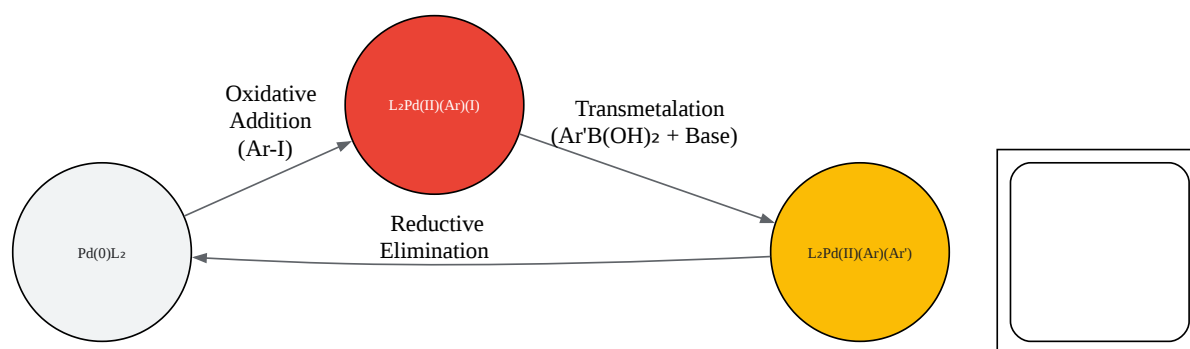 Oxidative
Addition
(Ar-I)
L₂Pd(II)(Ar)(I)
Transmetalation
(Ar'B(OH)₂ + Base)
Reductive
Elimination
Pd(0)L₂
L₂Pd(II)(Ar)(Ar')